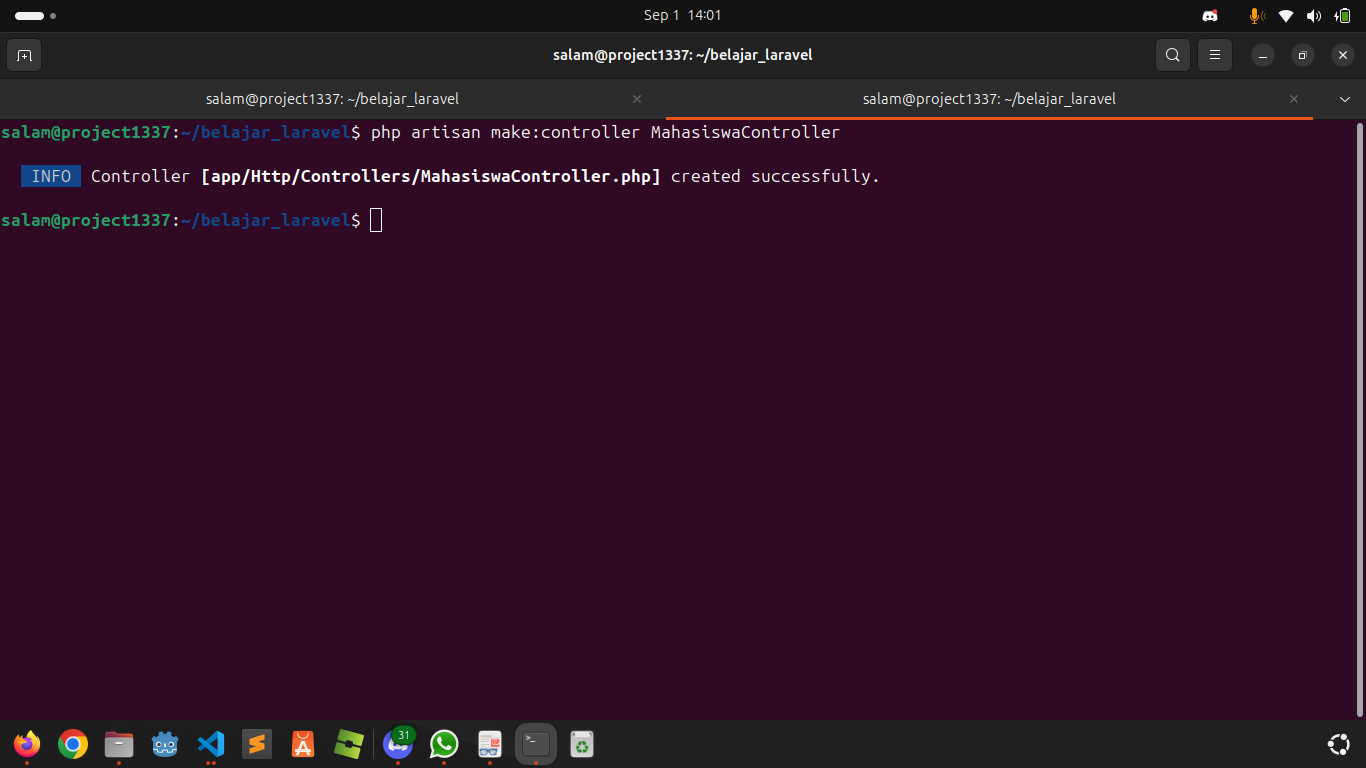 Sep 1 14:01
salam@project1337: ~/belajar_laravel
salam@project1337: ~/belajar_laravel
salam@project1337: ~/belajar_laravel
salam@project1337:~/belajar_laravel$ php artisan make:controller MahasiswaController
INFO Controller [app/Http/Controllers/MahasiswaController.php] created successfully.
salam@project1337:~/belajar_laravel$
31